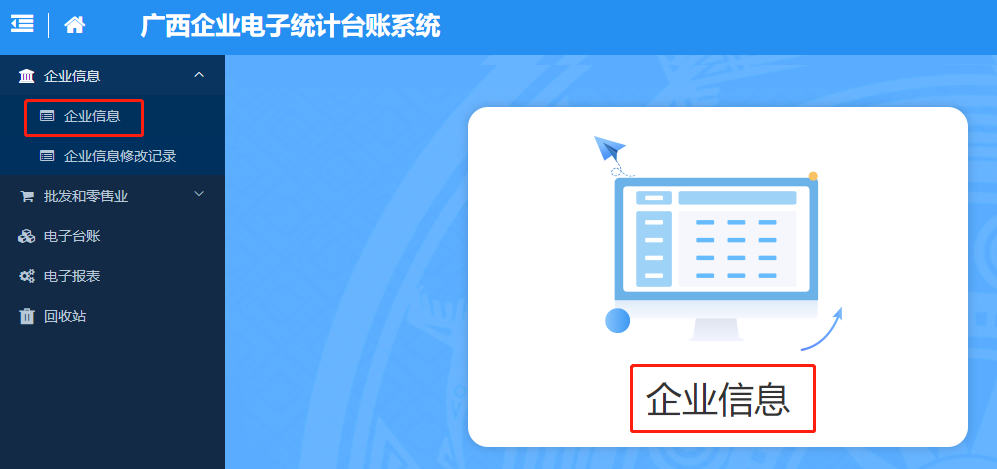 广西企业电子统计台账系统
企业信息
企业信息
企业信息修改记录
批发和零售业
电子台账
电子报表
回收站
企业信息